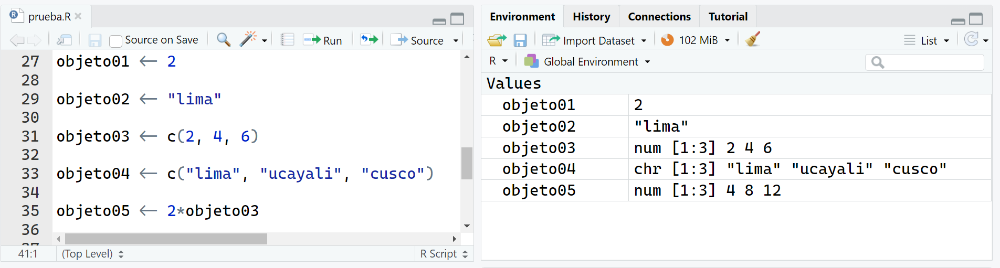 prueba.R
Source on Save Run Source
27 objeto01 <- 2
28
29 objeto02 <- "lima"
30
31 objeto03 <- c(2, 4, 6)
32
33 objeto04 <- c("lima", "ucayali", "cusco")
34
35 objeto05 <- 2*objeto03
36
41:1 (Top Level) R Script
Environment History Connections Tutorial
Import Dataset 102 MiB List
R Global Environment
Values
objeto01 2
objeto02 "lima"
objeto03 num [1:3] 2 4 6
objeto04 chr [1:3] "lima" "ucayali" "cusco"
objeto05 num [1:3] 4 8 12